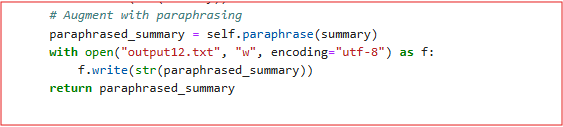 # Augment with paraphrasing
paraphrased_summary = self.paraphrase(summary)
with open("output12.txt", "w", encoding="utf-8") as f:
    f.write(str(paraphrased_summary))
return paraphrased_summary